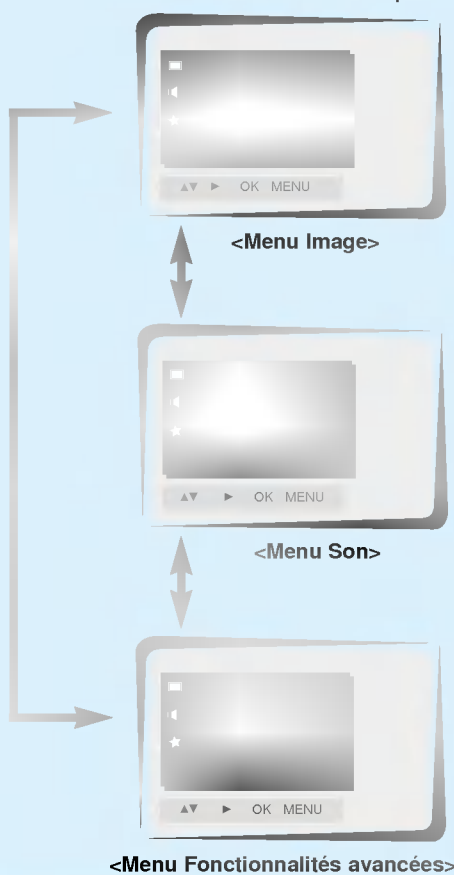 ▲▼ ► OK MENU
<Menu Image>
▲▼ ► OK MENU
<Menu Son>
▲▼ ► OK MENU
<Menu Fonctionnalités avancées>